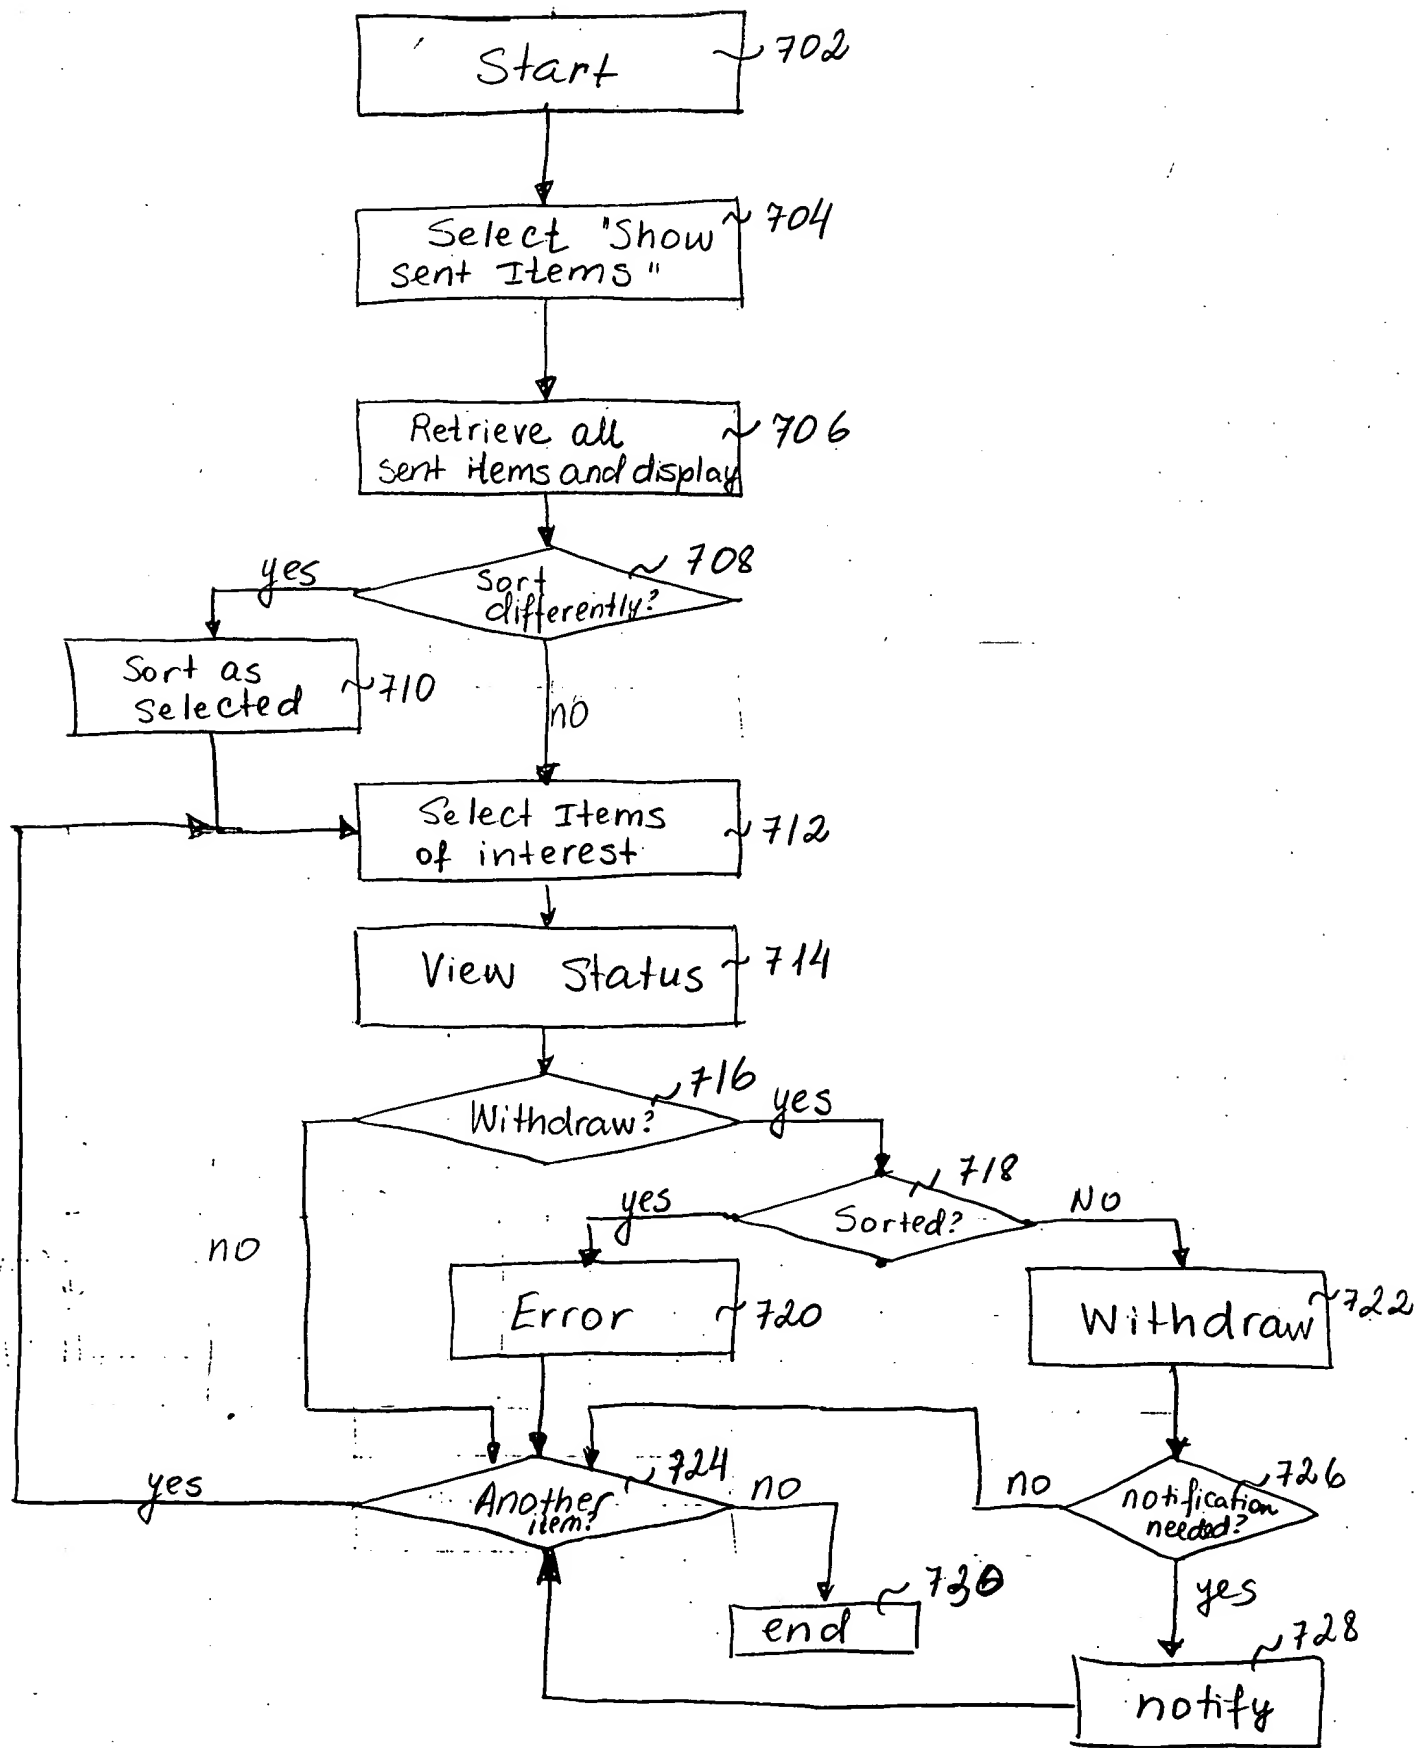 Start
702
Select "Show
sent Items"
704
Retrieve all
sent items and display
706
Sort
differently?
708
yes
Sort as
selected
710
no
Select Items
of interest
712
View Status
714
Withdraw?
716
yes
no
Sorted?
718
yes
NO
Error
720
Withdraw
722
Another
item?
724
yes
no
notification
needed?
726
no
yes
end
730
notify
728